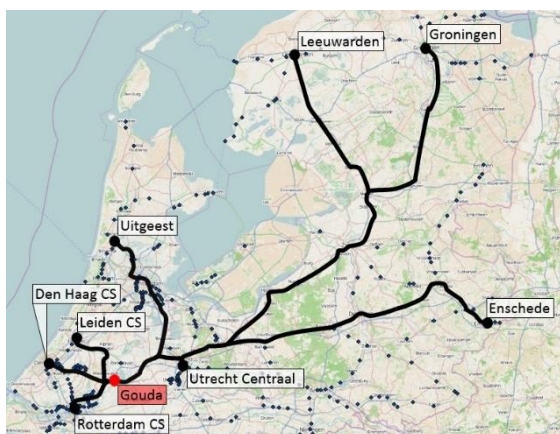 Leeuwarden
Groningen
Uitgeest
Den Haag CS
Leiden CS
Enschede
Utrecht Centraal
Gouda
Rotterdam CS